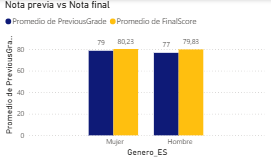 Nota previa vs Nota final
Promedio de PreviousGrade Promedio de FinalScore
Promedio de PreviousGra...
80
60
40
20
0
79 80,23
77 79,83
Mujer Hombre
Genero_ES